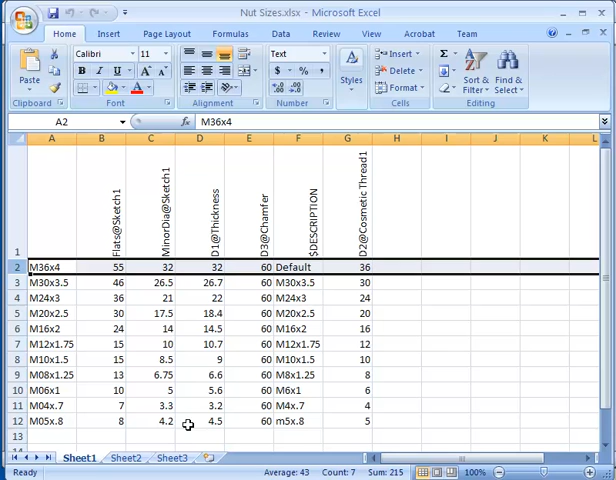 Nut Sizes.xlsx - Microsoft Excel
Home Insert Page Layout Formulas Data Review View Acrobat Team
Paste Calibri 11 Text Styles Insert Delete Format Sort & Filter Find & Select
Clipboard Font Alignment Number Cells Editing
A2 fx M36x4
A B C D E F G H I J K L
1 Flats@Sketch1 MinorDia@Sketch1 D1@Thickness D3@Chamfer $DESCRIPTION D2@Cosmetic Thread1
2 M36x4 55 32 32 60 Default 36
3 M30x3.5 46 26.5 26.7 60 M30x3.5 30
4 M24x3 36 21 22 60 M24x3 24
5 M20x2.5 30 17.5 18.4 60 M20x2.5 20
6 M16x2 24 14 14.5 60 M16x2 16
7 M12x1.75 15 10 10.7 60 M12x1.75 12
8 M10x1.5 15 8.5 9 60 M10x1.5 10
9 M08x1.25 13 6.75 6.6 60 M08x1.25 8
10 M06x1 10 5 5.6 60 M6x1 6
11 M04x.7 7 3.3 3.2 60 M4x.7 4
12 M05x.8 8 4.2 4.5 60 m5x.8 5
13
Sheet1 Sheet2 Sheet3
Ready Average: 43 Count: 7 Sum: 215 100%